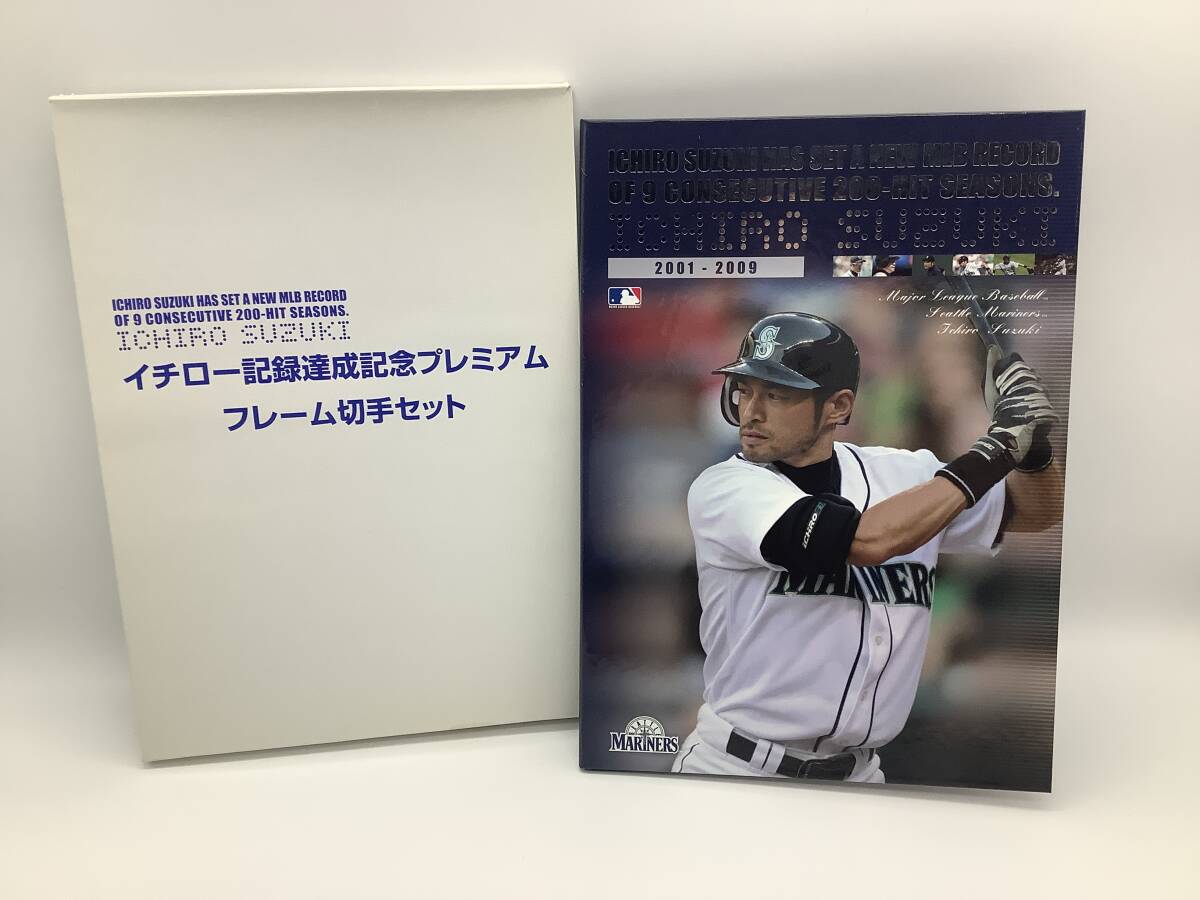 ICHIRO SUZUKI HAS SET A NEW MLB RECORD
OF 9 CONSECUTIVE 200-HIT SEASONS.
ICHIRO SUZUKI
イチロー記録達成記念プレミアム
フレーム切手セット
ICHIRO SUZUKI HAS SET A NEW MLB RECORD
OF 9 CONSECUTIVE 200-HIT SEASONS.
ICHIRO SUZUKI
2001 - 2009
Major League Baseball
Seattle Mariners
Ichiro Suzuki
S
ICHIRO
MARINERS
MARINERS